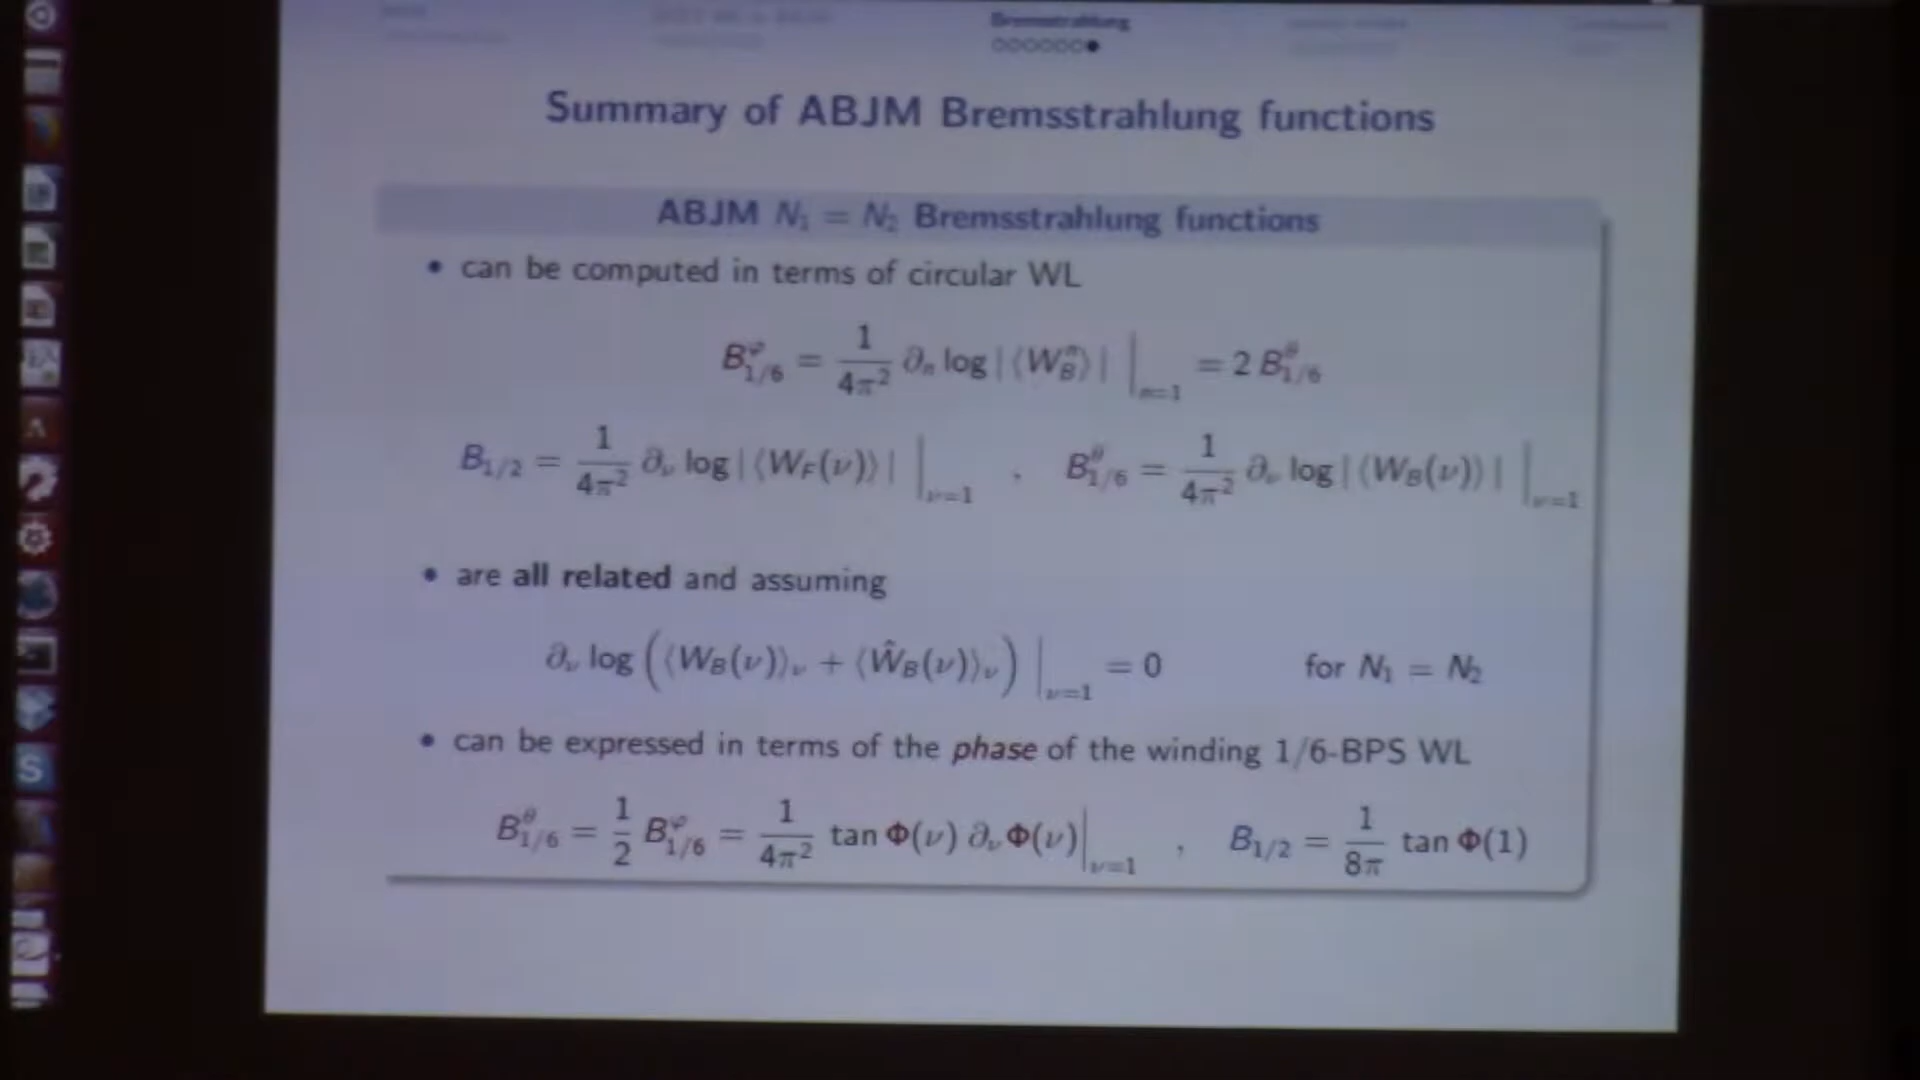 Bremsstrahlung
Summary of ABJM Bremsstrahlung functions
ABJM N₁ = N₂ Bremsstrahlung functions
• can be computed in terms of circular WL
B^φ_{1/6} = 1/(4π²) ∂ₙ log |⟨W_B^n⟩| |_{n=1} = 2 B^θ_{1/6}
B_{1/2} = 1/(4π²) ∂_ν log |⟨W_F(ν)⟩| |_{ν=1} , B^θ_{1/6} = 1/(4π²) ∂_ν log |⟨W_B(ν)⟩| |_{ν=1}
• are all related and assuming
∂_ν log (⟨W_B(ν)⟩_ν + ⟨Ŵ_B(ν)⟩_ν) |_{ν=1} = 0 for N₁ = N₂
• can be expressed in terms of the phase of the winding 1/6-BPS WL
B^θ_{1/6} = 1/2 B^φ_{1/6} = 1/(4π²) tan Φ(ν) ∂_ν Φ(ν)|_{ν=1} , B_{1/2} = 1/(8π) tan Φ(1)